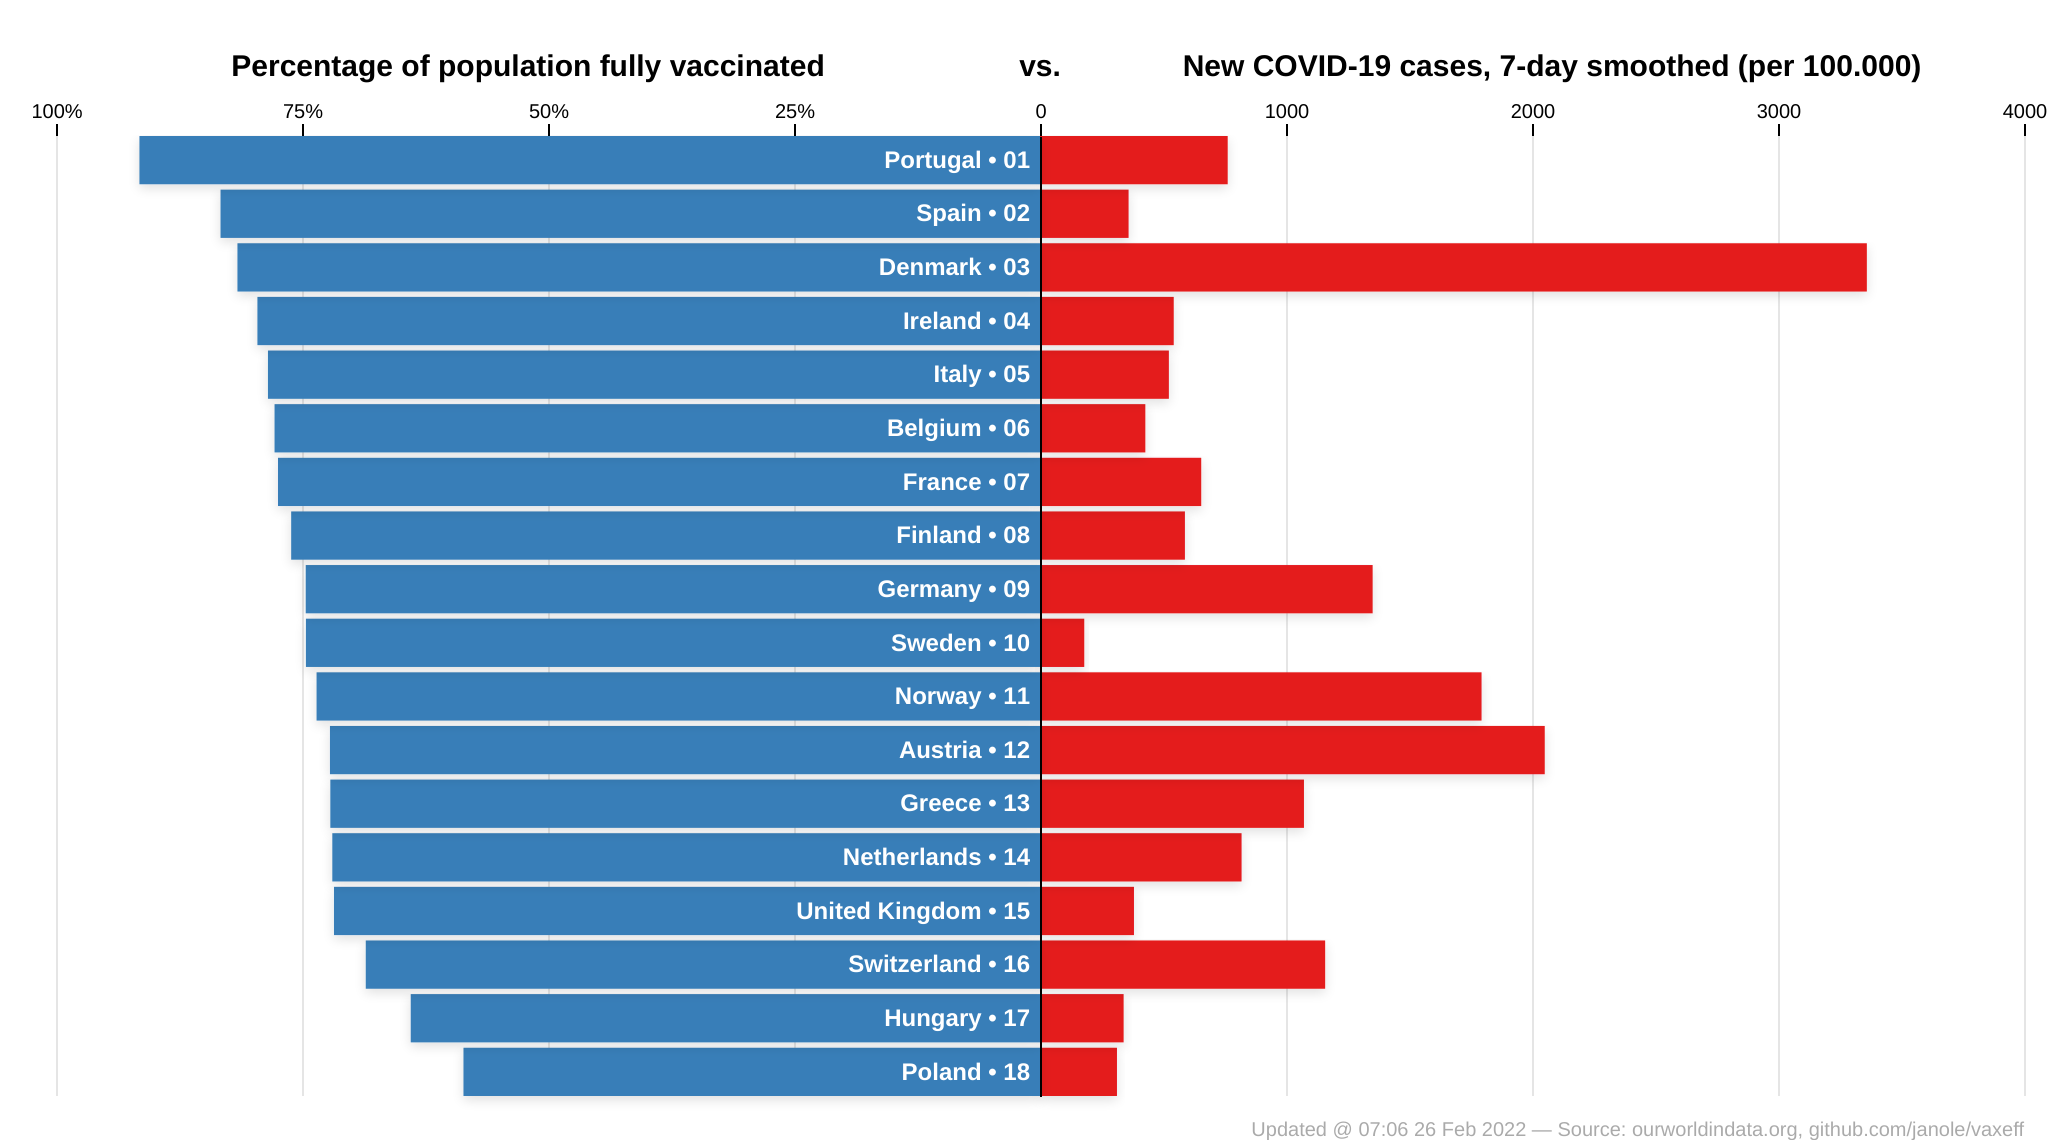 Percentage of population fully vaccinated vs. New COVID-19 cases, 7-day smoothed (per 100.000)
100% 75% 50% 25% 0 1000 2000 3000 4000
Portugal • 01
Spain • 02
Denmark • 03
Ireland • 04
Italy • 05
Belgium • 06
France • 07
Finland • 08
Germany • 09
Sweden • 10
Norway • 11
Austria • 12
Greece • 13
Netherlands • 14
United Kingdom • 15
Switzerland • 16
Hungary • 17
Poland • 18
Updated @ 07:06 26 Feb 2022 — Source: ourworldindata.org, github.com/janole/vaxeff